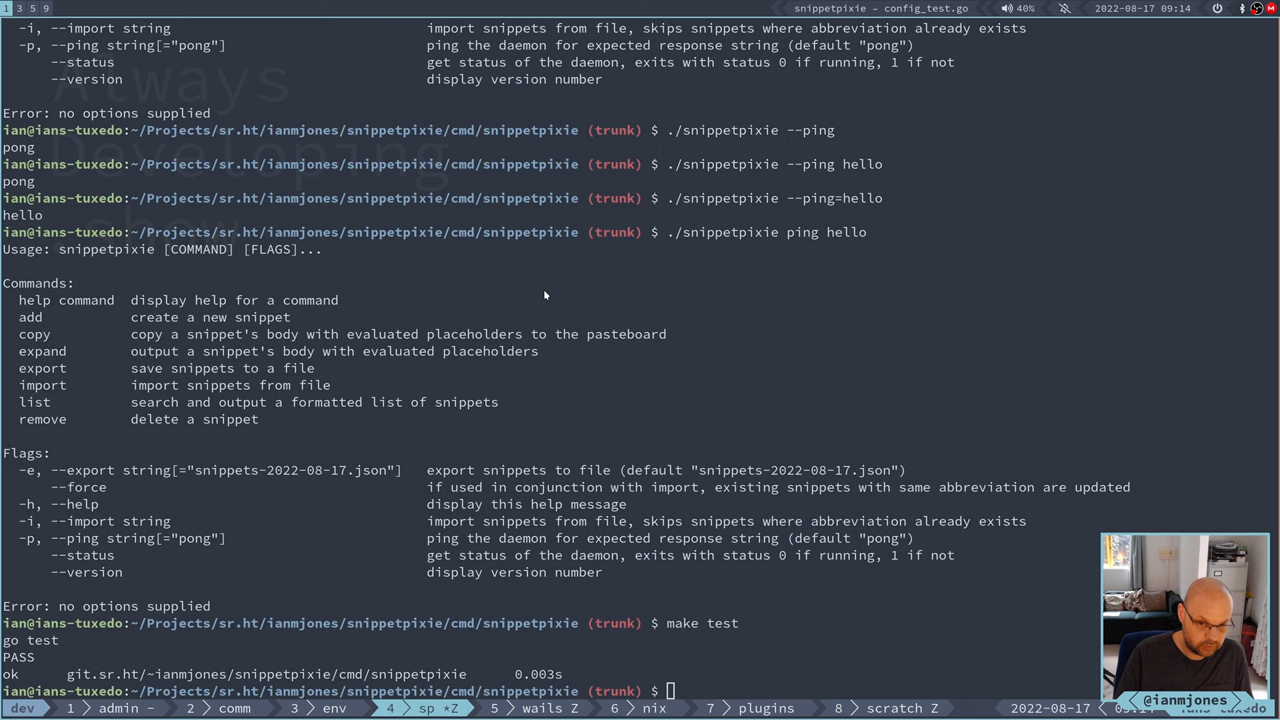 1 3 5 9 snippetpixie – config_test.go 40% 2022-08-17 09:14
-i, --import string import snippets from file, skips snippets where abbreviation already exists
-p, --ping string[="pong"] ping the daemon for expected response string (default "pong")
--status get status of the daemon, exits with status 0 if running, 1 if not
--version display version number
Always
Developing
show
Error: no options supplied
ian@ians-tuxedo:~/Projects/sr.ht/ianmjones/snippetpixie/cmd/snippetpixie (trunk) $ ./snippetpixie --ping
pong
ian@ians-tuxedo:~/Projects/sr.ht/ianmjones/snippetpixie/cmd/snippetpixie (trunk) $ ./snippetpixie --ping hello
pong
ian@ians-tuxedo:~/Projects/sr.ht/ianmjones/snippetpixie/cmd/snippetpixie (trunk) $ ./snippetpixie --ping=hello
hello
ian@ians-tuxedo:~/Projects/sr.ht/ianmjones/snippetpixie/cmd/snippetpixie (trunk) $ ./snippetpixie ping hello
Usage: snippetpixie [COMMAND] [FLAGS]...
Commands:
help command display help for a command
add create a new snippet
copy copy a snippet's body with evaluated placeholders to the pasteboard
expand output a snippet's body with evaluated placeholders
export save snippets to a file
import import snippets from file
list search and output a formatted list of snippets
remove delete a snippet
Flags:
-e, --export string[="snippets-2022-08-17.json"] export snippets to file (default "snippets-2022-08-17.json")
--force if used in conjunction with import, existing snippets with same abbreviation are updated
-h, --help display this help message
-i, --import string import snippets from file, skips snippets where abbreviation already exists
-p, --ping string[="pong"] ping the daemon for expected response string (default "pong")
--status get status of the daemon, exits with status 0 if running, 1 if not
--version display version number
Error: no options supplied
ian@ians-tuxedo:~/Projects/sr.ht/ianmjones/snippetpixie/cmd/snippetpixie (trunk) $ make test
go test
PASS
ok git.sr.ht/~ianmjones/snippetpixie/cmd/snippetpixie 0.003s
ian@ians-tuxedo:~/Projects/sr.ht/ianmjones/snippetpixie/cmd/snippetpixie (trunk) $
dev 1 admin - 2 comm 3 env 4 sp *Z 5 wails Z 6 nix 7 plugins 8 scratch Z 2022-08-17
@ianmjones